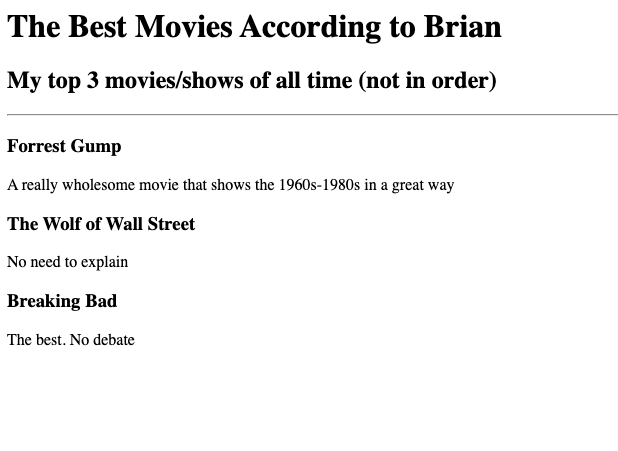 The Best Movies According to Brian
My top 3 movies/shows of all time (not in order)
Forrest Gump
A really wholesome movie that shows the 1960s-1980s in a great way
The Wolf of Wall Street
No need to explain
Breaking Bad
The best. No debate